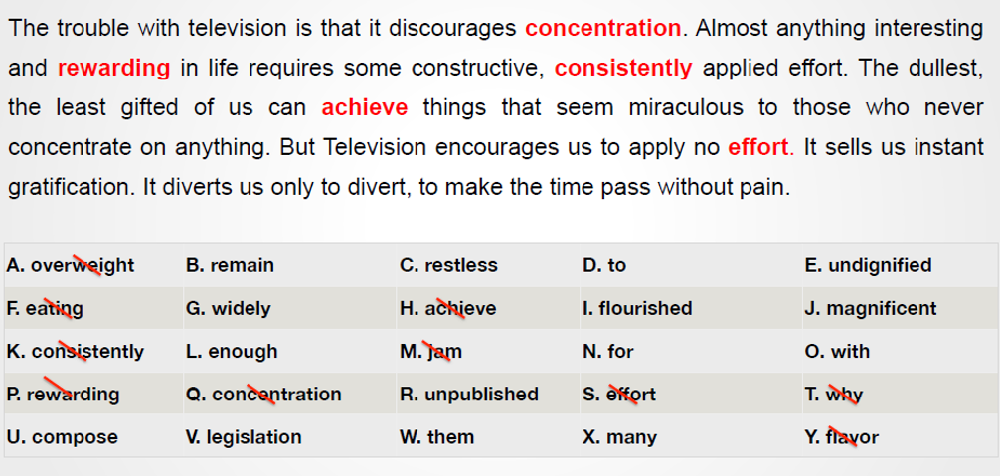 The trouble with television is that it discourages concentration. Almost anything interesting
and rewarding in life requires some constructive, consistently applied effort. The dullest,
the least gifted of us can achieve things that seem miraculous to those who never
concentrate on anything. But Television encourages us to apply no effort. It sells us instant
gratification. It diverts us only to divert, to make the time pass without pain.
A. overweight B. remain C. restless D. to E. undignified
F. eating G. widely H. achieve I. flourished J. magnificent
K. consistently L. enough M. jam N. for O. with
P. rewarding Q. concentration R. unpublished S. effort T. why
U. compose V. legislation W. them X. many Y. flavor